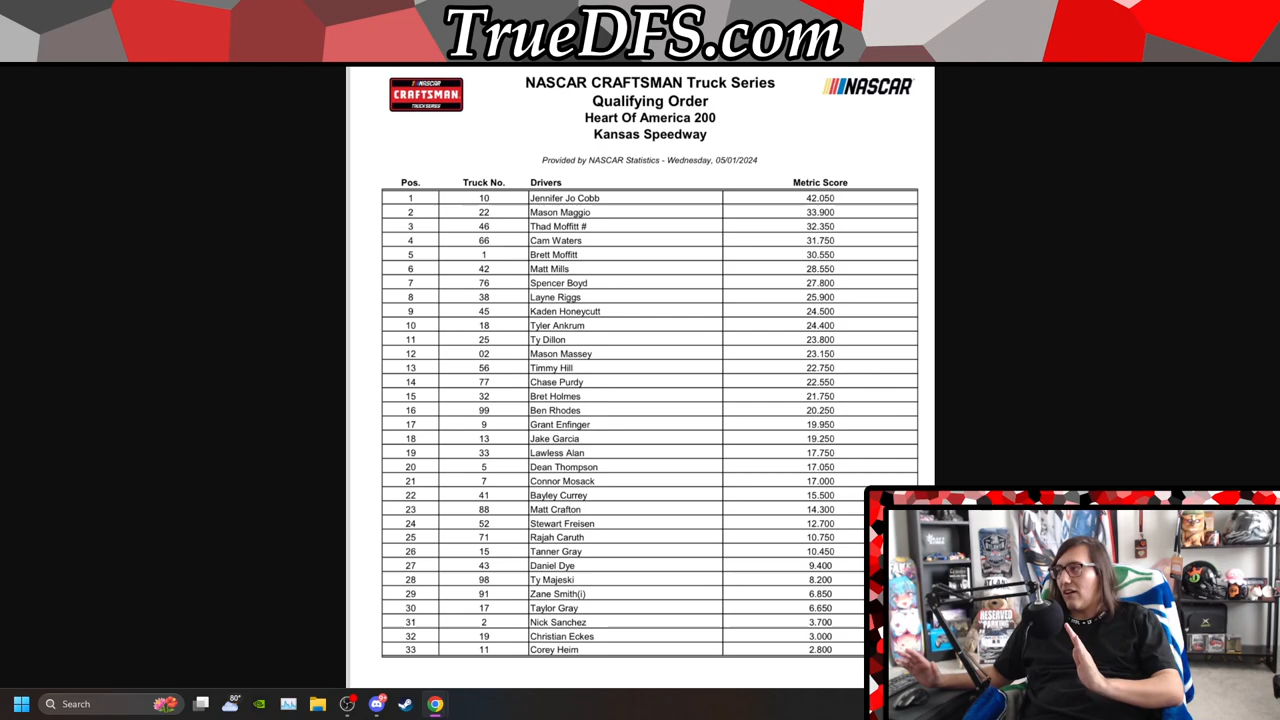 TrueDFS.com
NASCAR
CRAFTSMAN
TRUCK SERIES
NASCAR CRAFTSMAN Truck Series
Qualifying Order
Heart Of America 200
Kansas Speedway
NASCAR
Provided by NASCAR Statistics - Wednesday, 05/01/2024
Pos. Truck No. Drivers Metric Score
1 10 Jennifer Jo Cobb 42.050
2 22 Mason Maggio 33.900
3 46 Thad Moffitt # 32.350
4 66 Cam Waters 31.750
5 1 Brett Moffitt 30.550
6 42 Matt Mills 28.550
7 76 Spencer Boyd 27.800
8 38 Layne Riggs 25.900
9 45 Kaden Honeycutt 24.500
10 18 Tyler Ankrum 24.400
11 25 Ty Dillon 23.800
12 02 Mason Massey 23.150
13 56 Timmy Hill 22.750
14 77 Chase Purdy 22.550
15 32 Bret Holmes 21.750
16 99 Ben Rhodes 20.250
17 9 Grant Enfinger 19.950
18 13 Jake Garcia 19.250
19 33 Lawless Alan 17.750
20 5 Dean Thompson 17.050
21 7 Connor Mosack 17.000
22 41 Bayley Currey 15.500
23 88 Matt Crafton 14.300
24 52 Stewart Freisen 12.700
25 71 Rajah Caruth 10.750
26 15 Tanner Gray 10.450
27 43 Daniel Dye 9.400
28 98 Ty Majeski 8.200
29 91 Zane Smith(i) 6.850
30 17 Taylor Gray 6.650
31 2 Nick Sanchez 3.700
32 19 Christian Eckes 3.000
33 11 Corey Heim 2.800
RESERVED
PARKING
Search
80°